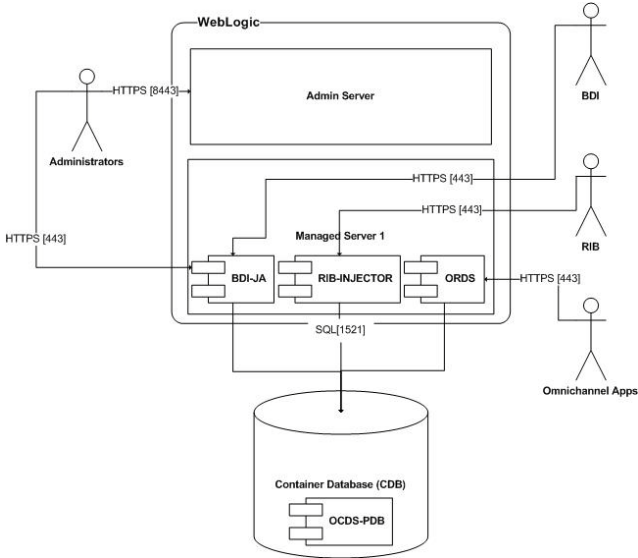 WebLogic
HTTPS [8443]
Admin Server
BDI
Administrators
HTTPS [443]
HTTPS [443]
Managed Server 1
HTTPS [443]
RIB
BDI-JA
RIB-INJECTOR
ORDS
HTTPS [443]
SQL[1521]
Omnichannel Apps
Container Database (CDB)
OCDS-PDB